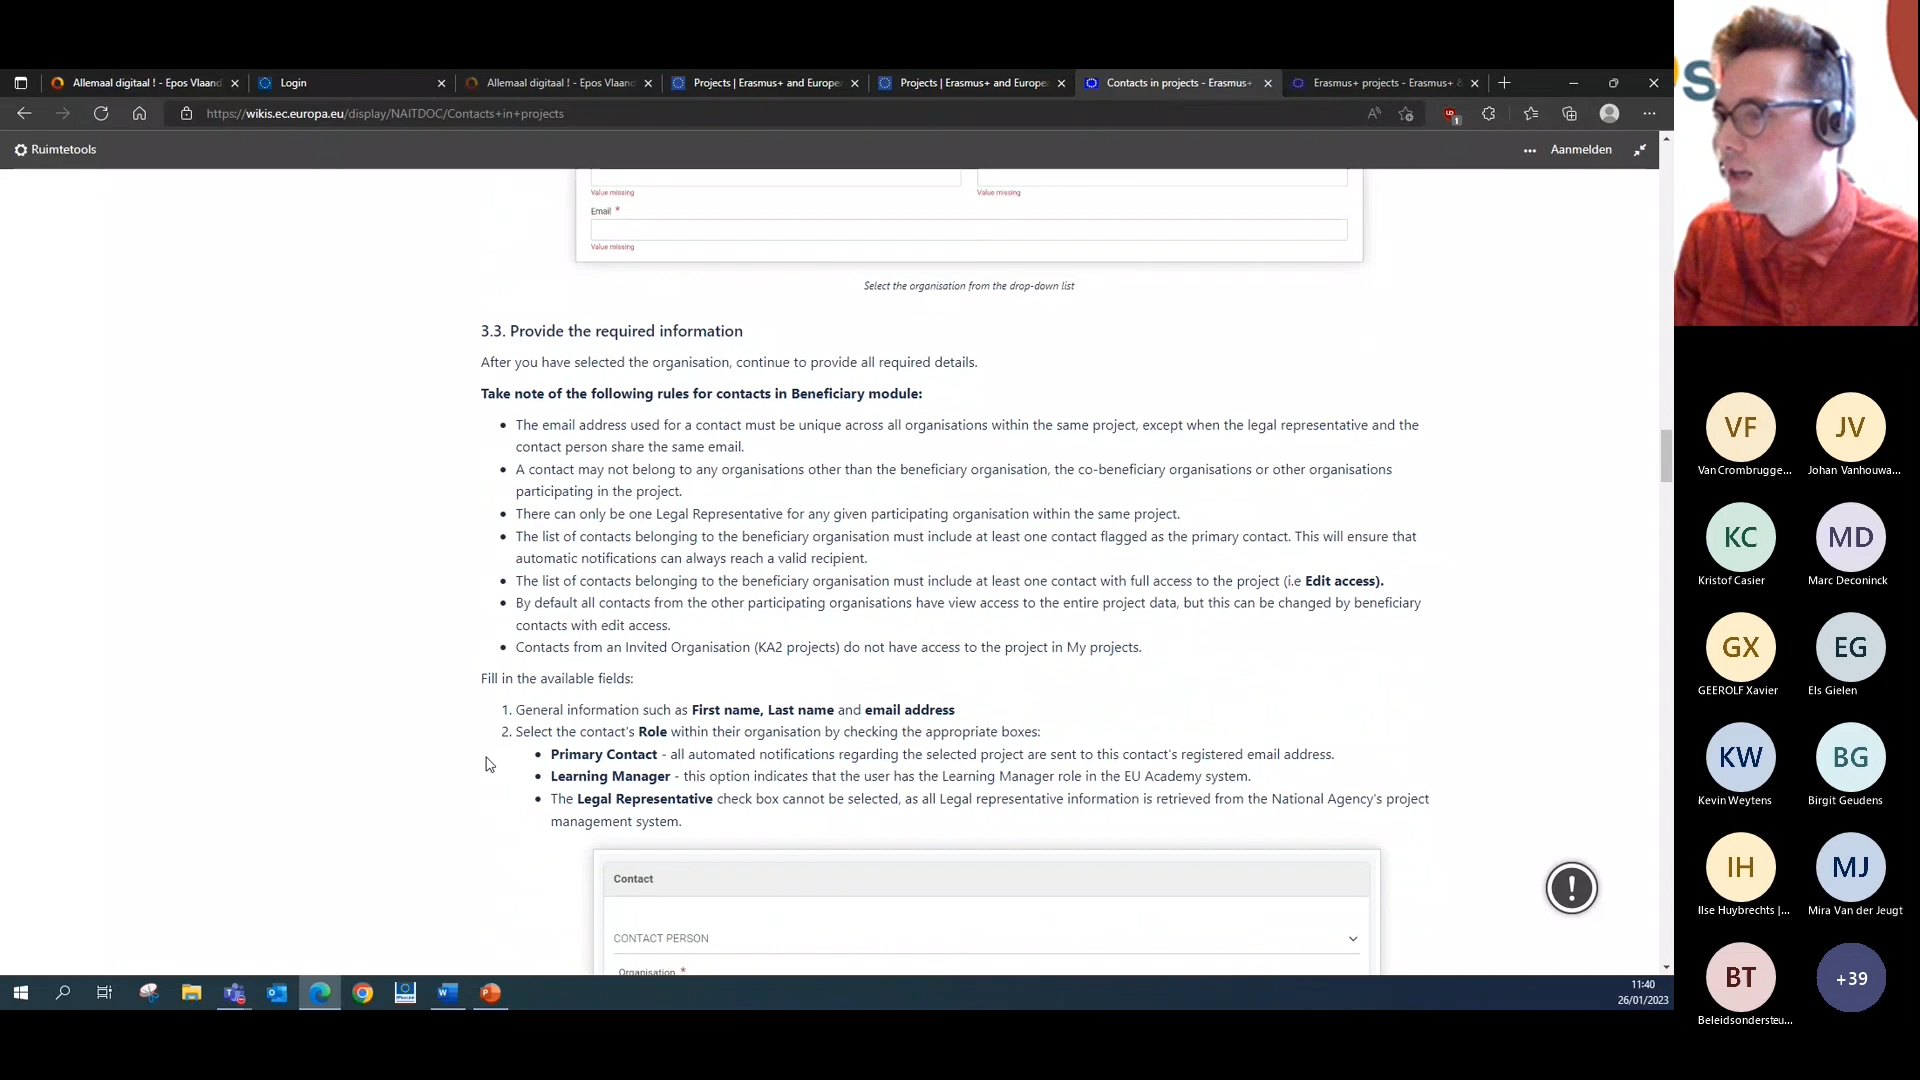 Allemaal digitaal ! - Epos Vlaand
Login
Allemaal digitaal ! - Epos Vlaand
Projects | Erasmus+ and Europe
Projects | Erasmus+ and Europe
Contacts in projects - Erasmus+
Erasmus+ projects - Erasmus+ &
https://wikis.ec.europa.eu/display/NAITDOC/Contacts+in+projects
1
Ruimtetools
Aanmelden
Value missing
Value missing
Email *
Value missing
Select the organisation from the drop-down list
3.3. Provide the required information
After you have selected the organisation, continue to provide all required details.
Take note of the following rules for contacts in Beneficiary module:
• The email address used for a contact must be unique across all organisations within the same project, except when the legal representative and the
contact person share the same email.
• A contact may not belong to any organisations other than the beneficiary organisation, the co-beneficiary organisations or other organisations
participating in the project.
• There can only be one Legal Representative for any given participating organisation within the same project.
• The list of contacts belonging to the beneficiary organisation must include at least one contact flagged as the primary contact. This will ensure that
automatic notifications can always reach a valid recipient.
• The list of contacts belonging to the beneficiary organisation must include at least one contact with full access to the project (i.e Edit access).
• By default all contacts from the other participating organisations have view access to the entire project data, but this can be changed by beneficiary
contacts with edit access.
• Contacts from an Invited Organisation (KA2 projects) do not have access to the project in My projects.
Fill in the available fields:
1. General information such as First name, Last name and email address
2. Select the contact's Role within their organisation by checking the appropriate boxes:
• Primary Contact - all automated notifications regarding the selected project are sent to this contact's registered email address.
• Learning Manager - this option indicates that the user has the Learning Manager role in the EU Academy system.
• The Legal Representative check box cannot be selected, as all Legal representative information is retrieved from the National Agency's project
management system.
Contact
CONTACT PERSON
Organisation *
!
11:40
26/01/2023
s
VF
Van Crombrugge...
JV
Johan Vanhouwa...
KC
Kristof Casier
MD
Marc Deconinck
GX
GEEROLF Xavier
EG
Els Gielen
KW
Kevin Weytens
BG
Birgit Geudens
IH
Ilse Huybrechts |...
MJ
Mira Van der Jeugt
BT
Beleidsondersteu...
+39